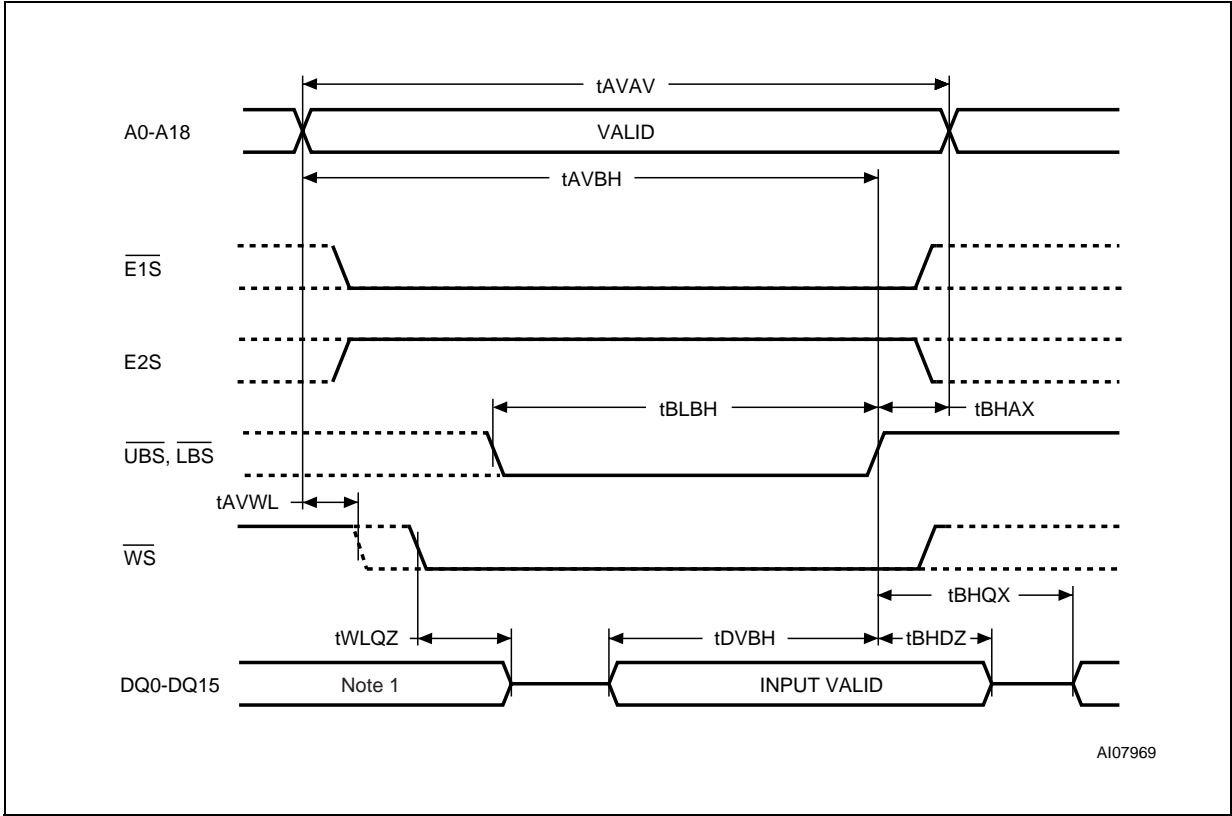 tAVAV
A0-A18 VALID
tAVBH
E1S
E2S
tBLBH tBHAX
UBS, LBS
tAVWL
WS
tBHQX
tWLQZ tDVBH tBHDZ
DQ0-DQ15 Note 1 INPUT VALID
AI07969